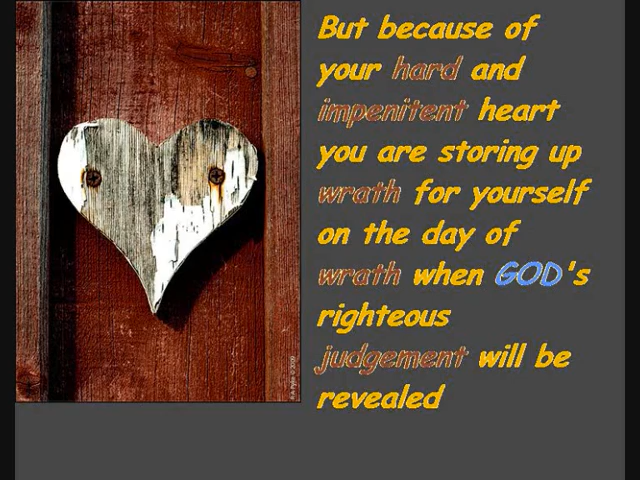 But because of
your hard and
impenitent heart
you are storing up
wrath for yourself
on the day of
wrath when GOD's
righteous
judgement will be
revealed